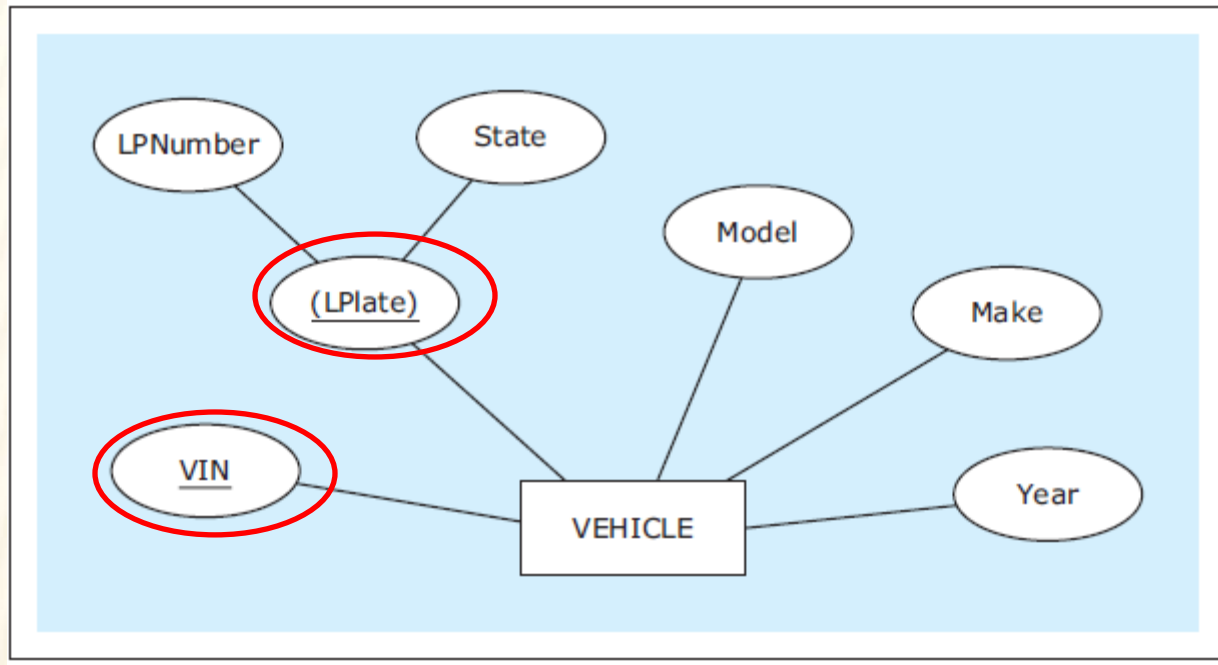 LPNumber
State
Model
(LPlate)
Make
VIN
Year
VEHICLE